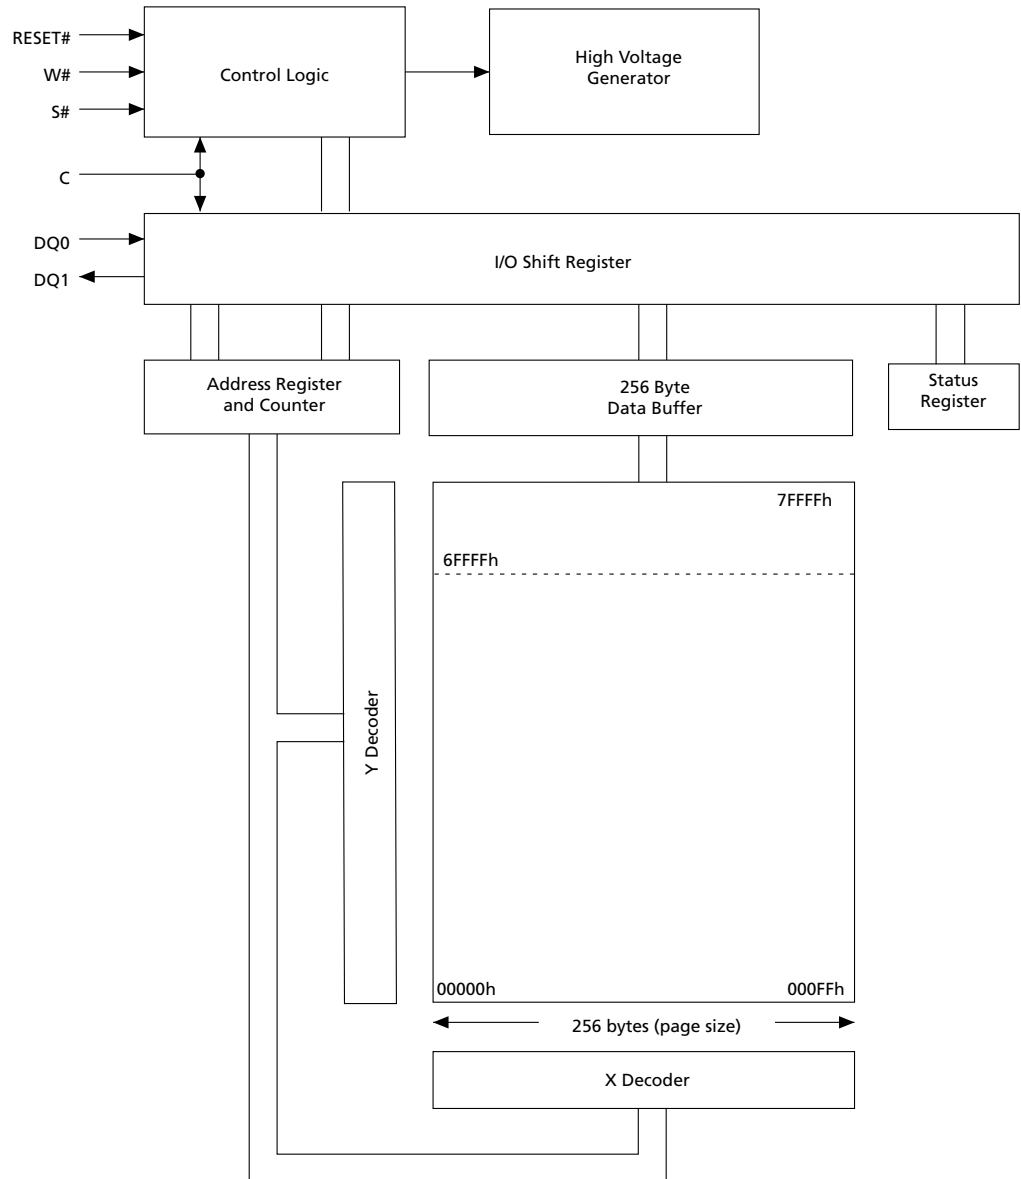 RESET#
W#
S#
Control Logic
High Voltage
Generator
C
DQ0
DQ1
I/O Shift Register
Address Register
and Counter
256 Byte
Data Buffer
Status
Register
7FFFFh
6FFFFh
Y Decoder
00000h
000FFh
256 bytes (page size)
X Decoder